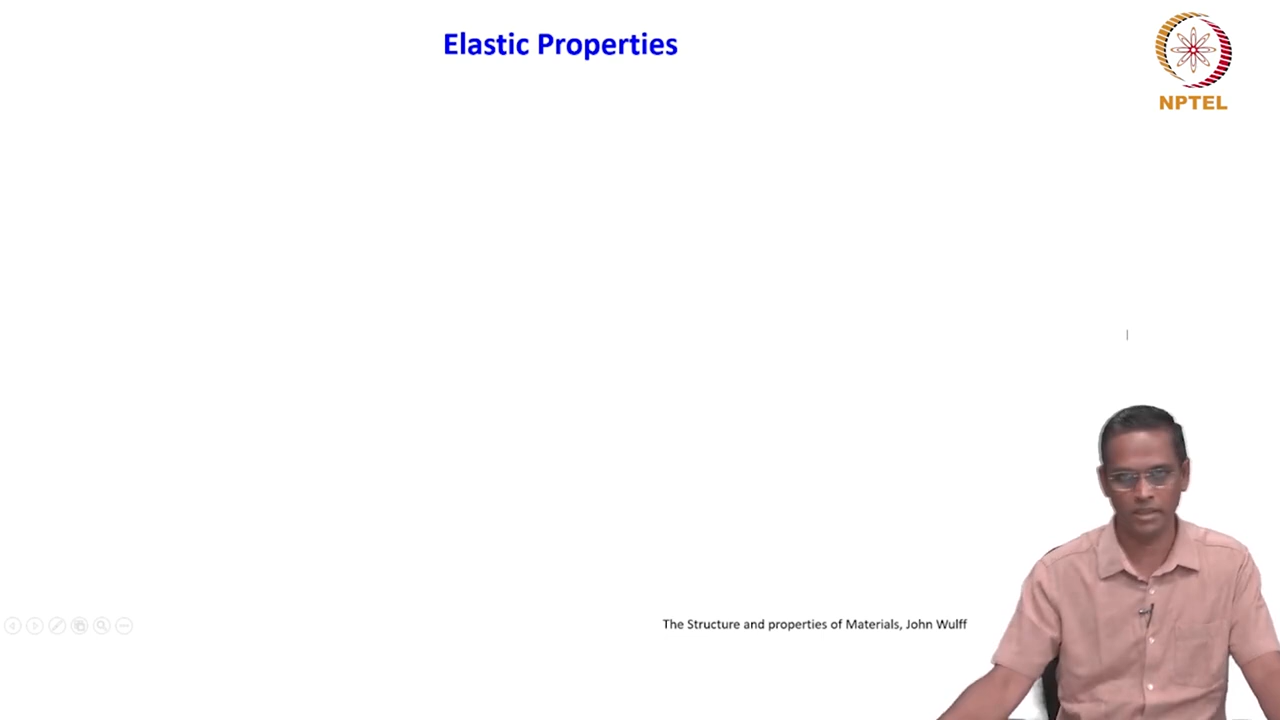 Elastic Properties
NPTEL
The Structure and properties of Materials, John Wulff